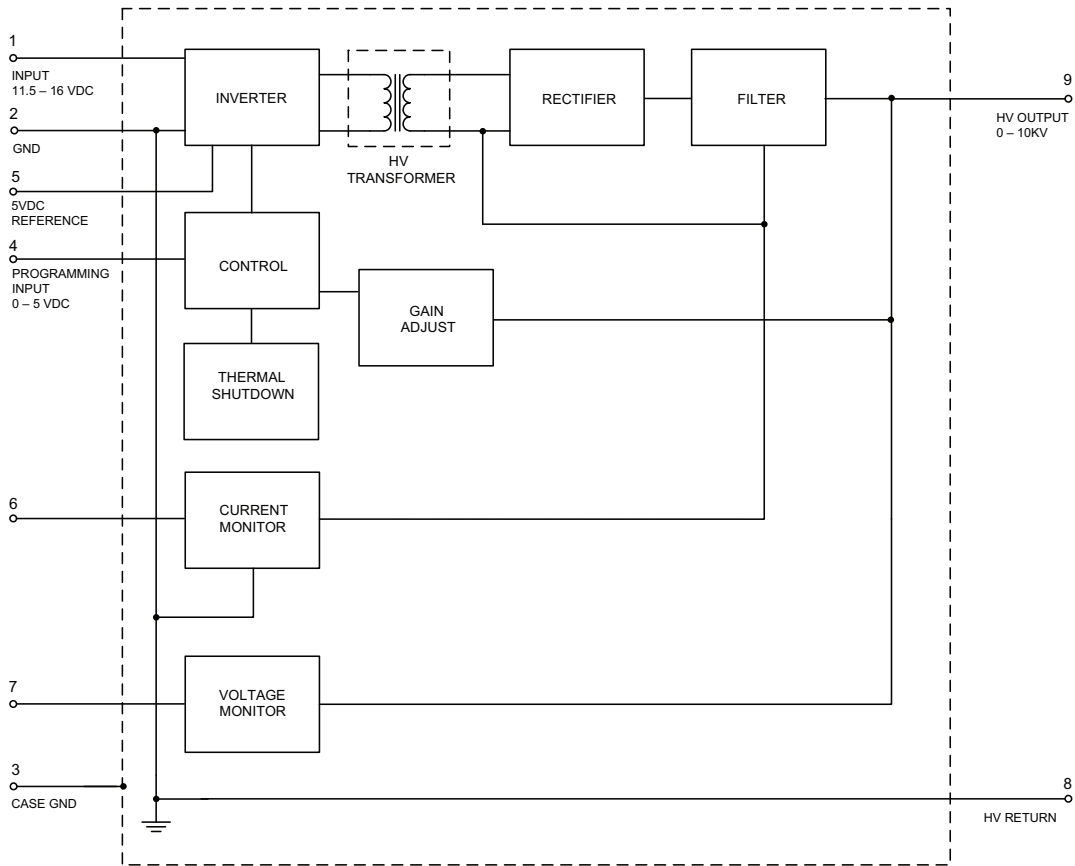 1
INPUT
11.5 – 16 VDC
2
GND
5
5VDC
REFERENCE
4
PROGRAMMING
INPUT
0 – 5 VDC
INVERTER
HV
TRANSFORMER
RECTIFIER
FILTER
9
HV OUTPUT
0 – 10KV
CONTROL
GAIN
ADJUST
THERMAL
SHUTDOWN
6
CURRENT
MONITOR
7
VOLTAGE
MONITOR
3
CASE GND
8
HV RETURN